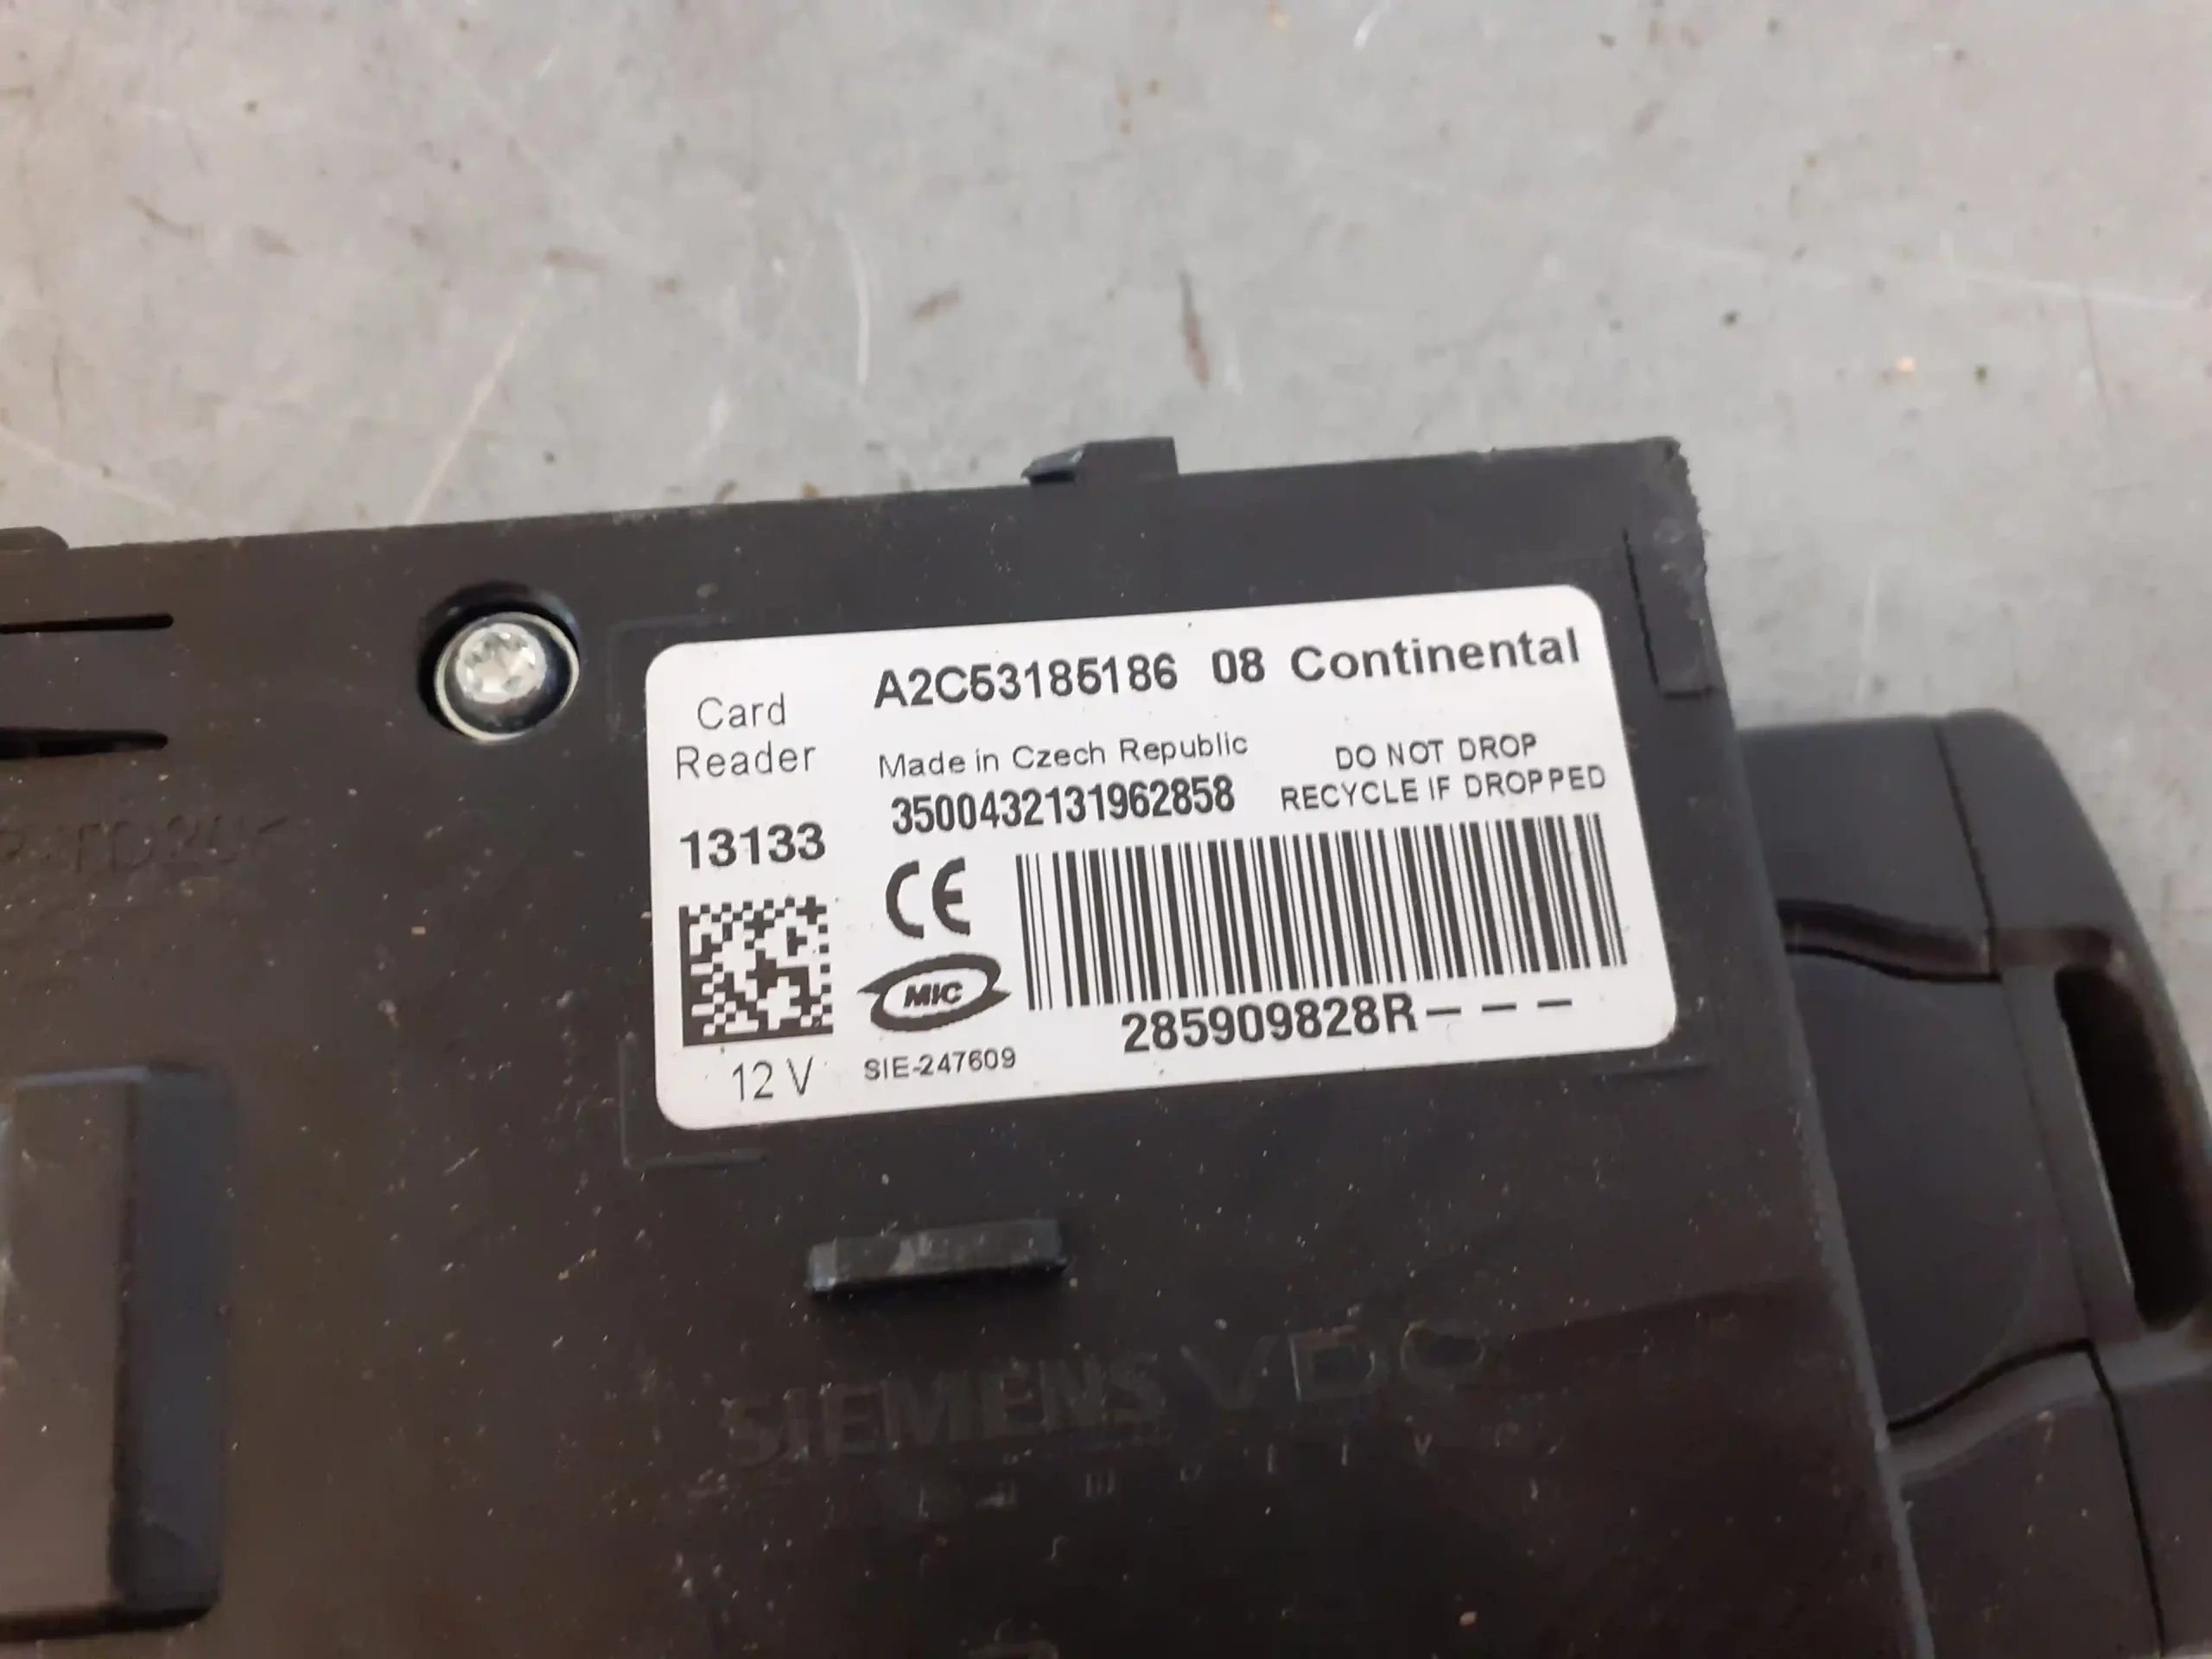 Card
Reader
13133
12 V
A2C53185186 08 Continental
Made in Czech Republic
3500432131962858
DO NOT DROP
RECYCLE IF DROPPED
CE
MIC
SIE-247609
285909828R---
SIEMENS VDO